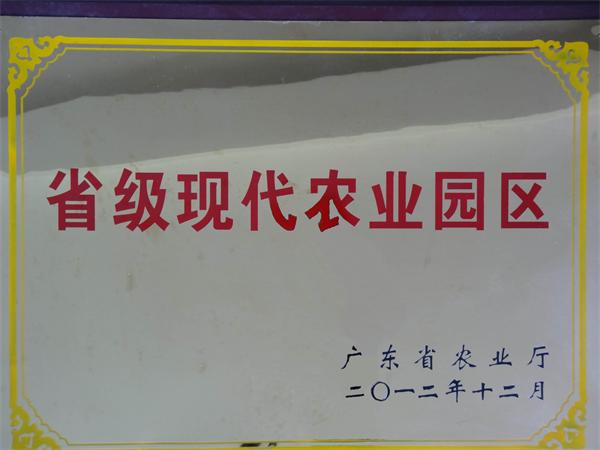 省级现代农业园区
广东省农业厅
二〇一二年十二月